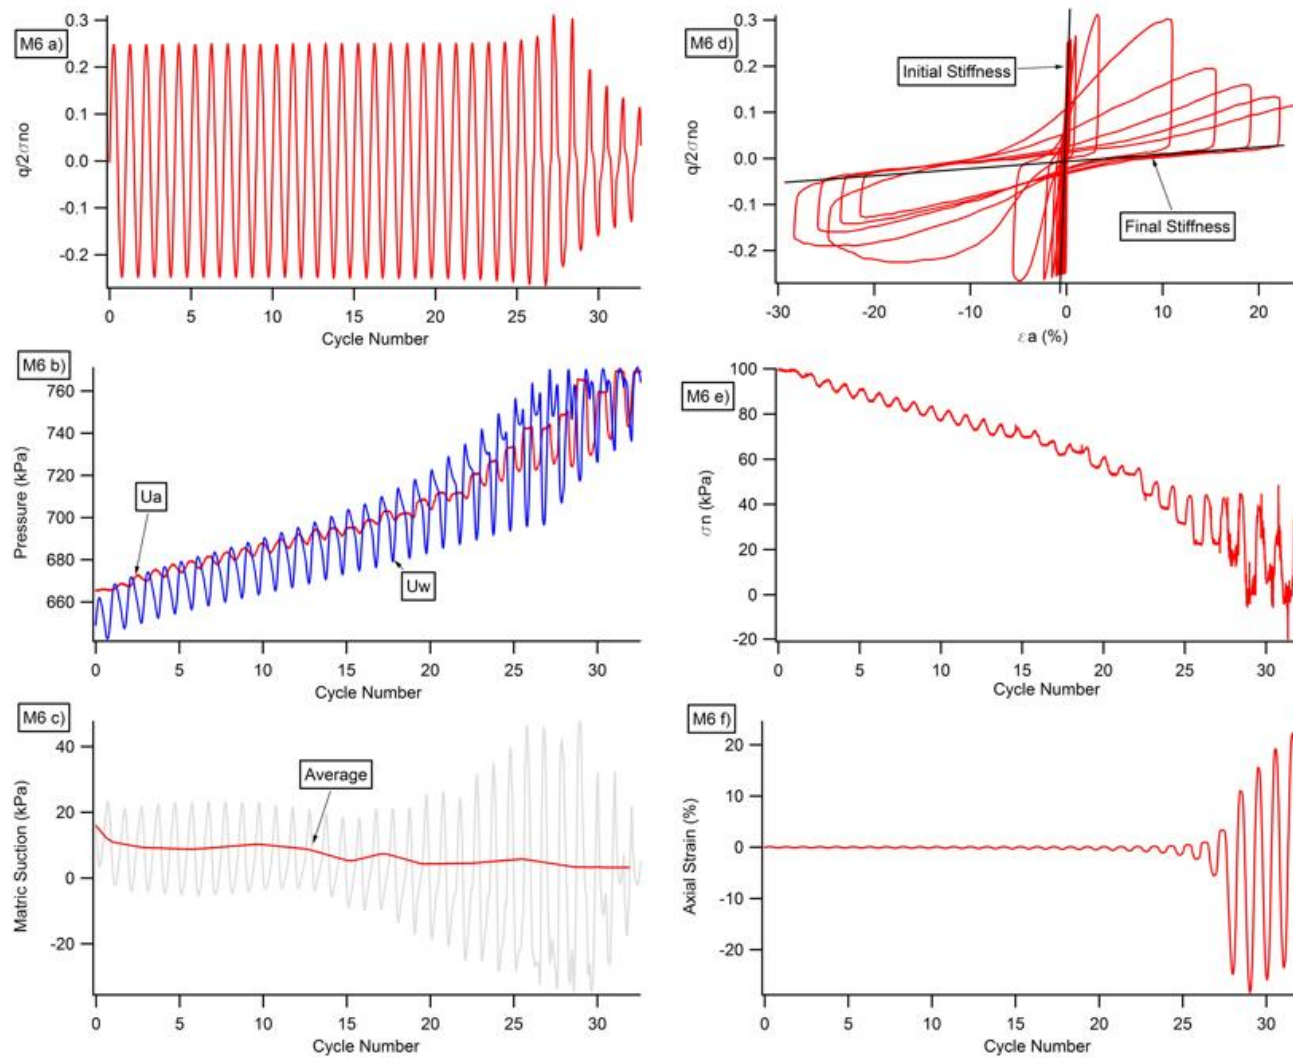 M6 a)
0.3
0.2
0.1
0.0
-0.1
-0.2
q/2σno
0 5 10 15 20 25 30
Cycle Number
M6 d)
0.3
0.2
0.1
0.0
-0.1
-0.2
q/2σno
Initial Stiffness
Final Stiffness
-30 -20 -10 0 10 20
εa (%)
M6 b)
760
740
720
700
680
660
Pressure (kPa)
Ua
Uw
0 5 10 15 20 25 30
Cycle Number
M6 e)
100
80
60
40
20
0
-20
σn (kPa)
0 5 10 15 20 25 30
Cycle Number
M6 c)
40
20
0
-20
Matric Suction (kPa)
Average
0 5 10 15 20 25 30
Cycle Number
M6 f)
20
10
0
-10
-20
Axial Strain (%)
0 5 10 15 20 25 30
Cycle Number